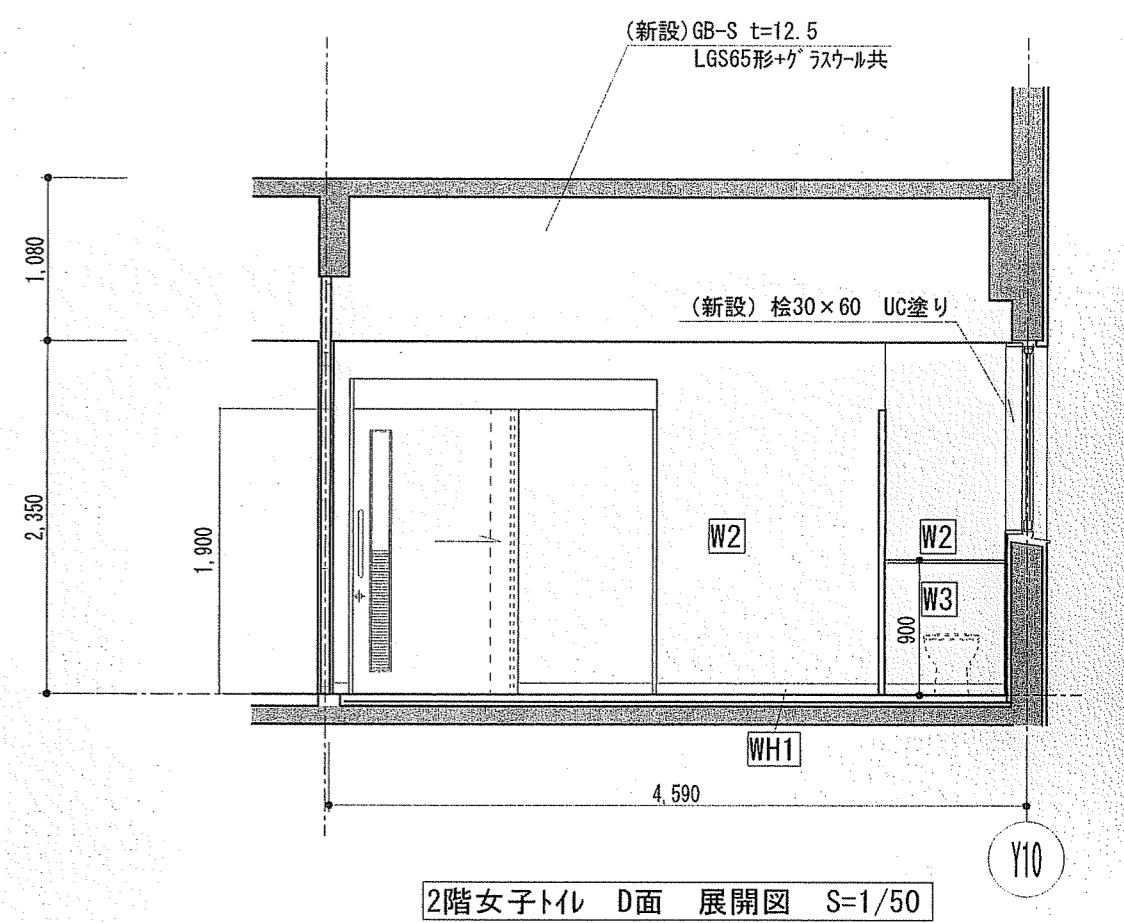 (新設)GB-S t=12.5
LGS65形+グラスウール共
1,080
(新設) 桧30×60 UC塗り
2,350
1,900
W2
W2
W3
900
WH1
4,590
Y10
2階女子トイレ D面 展開図 S=1/50